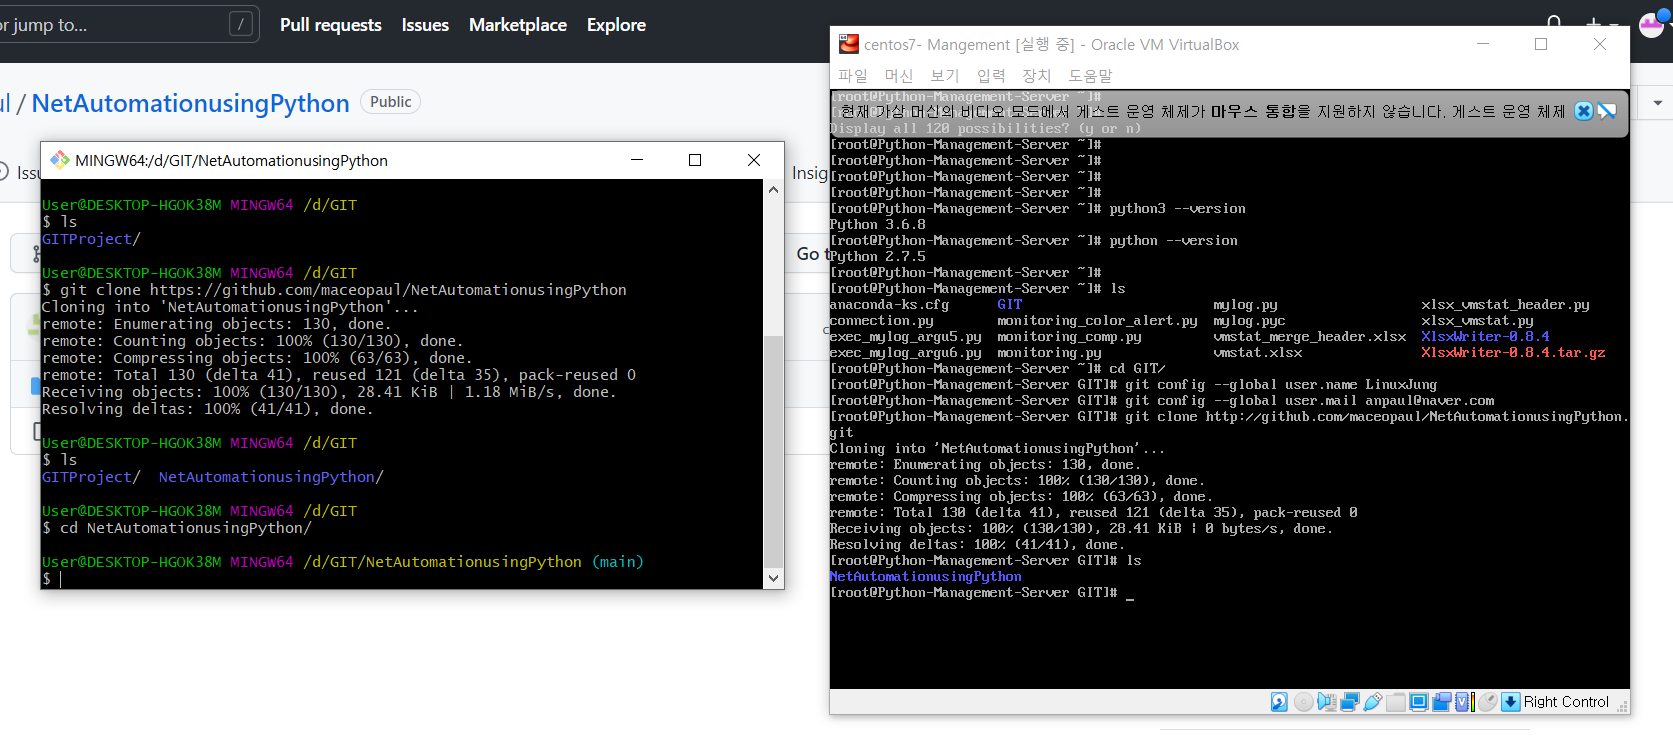 or jump to...
/
Pull requests
Issues
Marketplace
Explore
/ NetAutomationusingPython
Public
Insig
MINGW64:/d/GIT/NetAutomationusingPython
User@DESKTOP-HGOK38M MINGW64 /d/GIT
$ ls
GITProject/
User@DESKTOP-HGOK38M MINGW64 /d/GIT
$ git clone https://github.com/maceopaul/NetAutomationusingPython
Cloning into 'NetAutomationusingPython'...
remote: Enumerating objects: 130, done.
remote: Counting objects: 100% (130/130), done.
remote: Compressing objects: 100% (63/63), done.
remote: Total 130 (delta 41), reused 121 (delta 35), pack-reused 0
Receiving objects: 100% (130/130), 28.41 KiB | 1.18 MiB/s, done.
Resolving deltas: 100% (41/41), done.
User@DESKTOP-HGOK38M MINGW64 /d/GIT
$ ls
GITProject/  NetAutomationusingPython/
User@DESKTOP-HGOK38M MINGW64 /d/GIT
$ cd NetAutomationusingPython/
User@DESKTOP-HGOK38M MINGW64 /d/GIT/NetAutomationusingPython (main)
$
Go t
centos7- Mangement [실행 중] - Oracle VM VirtualBox
파일 머신 보기 입력 장치 도움말
[root@Python-Management-Server ~]#
현재 가상 머신의 비디오 모드에서 게스트 운영 체제가 마우스 통합을 지원하지 않습니다. 게스트 운영 체제
Display all 120 possibilities? (y or n)
[root@Python-Management-Server ~]#
[root@Python-Management-Server ~]#
[root@Python-Management-Server ~]#
[root@Python-Management-Server ~]#
[root@Python-Management-Server ~]# python3 --version
Python 3.6.8
[root@Python-Management-Server ~]# python --version
Python 2.7.5
[root@Python-Management-Server ~]#
[root@Python-Management-Server ~]# ls
anaconda-ks.cfg GIT mylog.py xlsx_vmstat_header.py
connection.py monitoring_color_alert.py mylog.pyc xlsx_vmstat.py
exec_mylog_argu5.py monitoring_comp.py vmstat_merge_header.xlsx XlsxWriter-0.8.4
exec_mylog_argu6.py monitoring.py vmstat.xlsx XlsxWriter-0.8.4.tar.gz
[root@Python-Management-Server ~]# cd GIT/
[root@Python-Management-Server GIT]# git config --global user.name LinuxJung
[root@Python-Management-Server GIT]# git config --global user.mail anpaul@naver.com
[root@Python-Management-Server GIT]# git clone http://github.com/maceopaul/NetAutomationusingPython.
git
Cloning into 'NetAutomationusingPython'...
remote: Enumerating objects: 130, done.
remote: Counting objects: 100% (130/130), done.
remote: Compressing objects: 100% (63/63), done.
remote: Total 130 (delta 41), reused 121 (delta 35), pack-reused 0
Receiving objects: 100% (130/130), 28.41 KiB | 0 bytes/s, done.
Resolving deltas: 100% (41/41), done.
[root@Python-Management-Server GIT]# ls
NetAutomationusingPython
[root@Python-Management-Server GIT]# _
Right Control